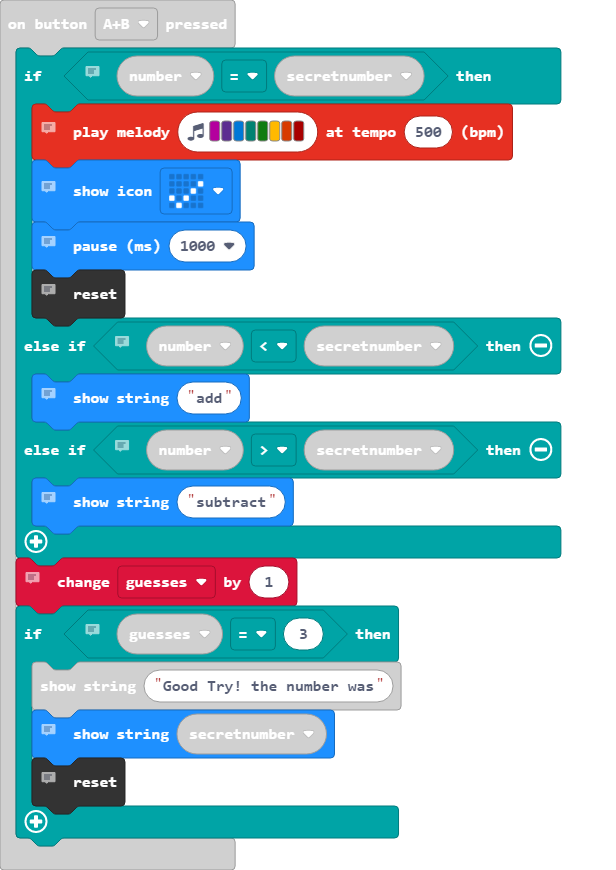 on button A+B pressed
if number = secretnumber then
play melody at tempo 500 (bpm)
show icon
pause (ms) 1000
reset
else if number < secretnumber then
show string "add"
else if number > secretnumber then
show string "subtract"
change guesses by 1
if guesses = 3 then
show string "Good Try! the number was"
show string secretnumber
reset